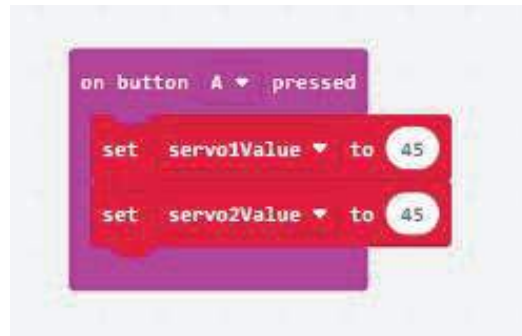 on button A pressed
set servo1Value to 45
set servo2Value to 45